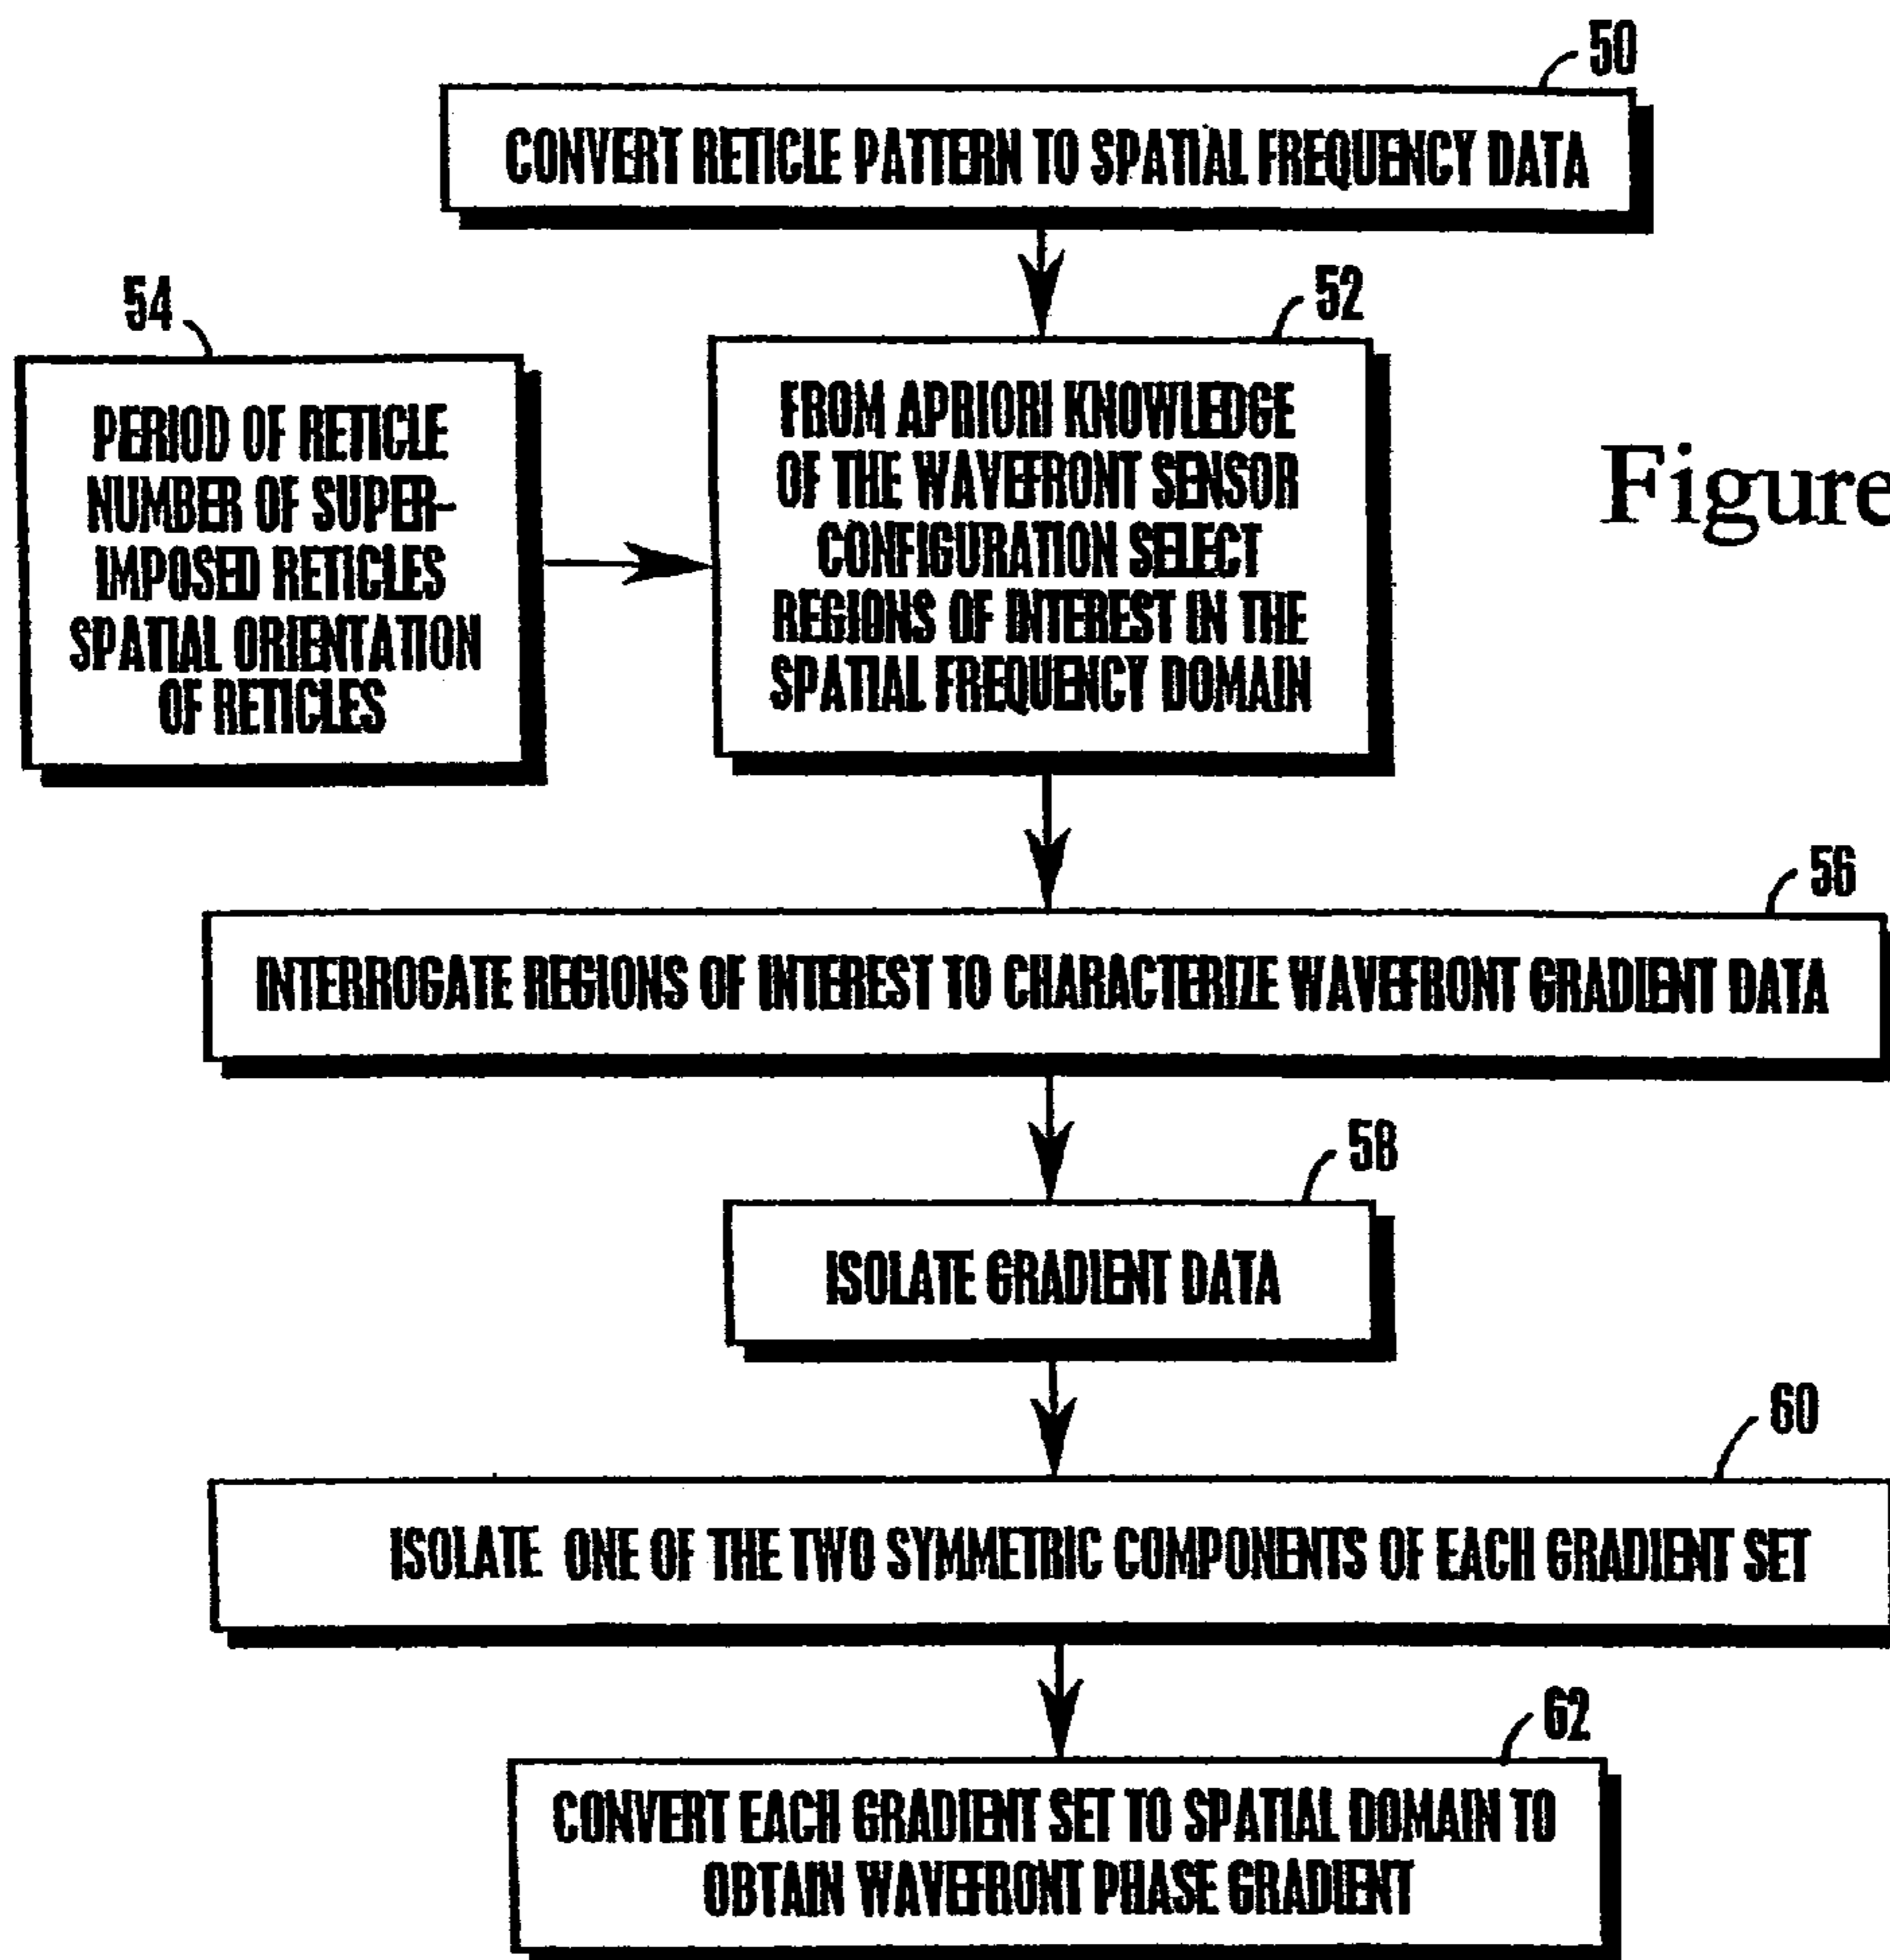 50
CONVERT RETICLE PATTERN TO SPATIAL FREQUENCY DATA
54
PERIOD OF RETICLE
NUMBER OF SUPER-
IMPOSED RETICLES
SPATIAL ORIENTATION
OF RETICLES
52
FROM APRIORI KNOWLEDGE
OF THE WAVEFRONT SENSOR
CONFIGURATION SELECT
REGIONS OF INTEREST IN THE
SPATIAL FREQUENCY DOMAIN
Figure
56
INTERROGATE REGIONS OF INTEREST TO CHARACTERIZE WAVEFRONT GRADIENT DATA
58
ISOLATE GRADIENT DATA
60
ISOLATE ONE OF THE TWO SYMMETRIC COMPONENTS OF EACH GRADIENT SET
62
CONVERT EACH GRADIENT SET TO SPATIAL DOMAIN TO
OBTAIN WAVEFRONT PHASE GRADIENT